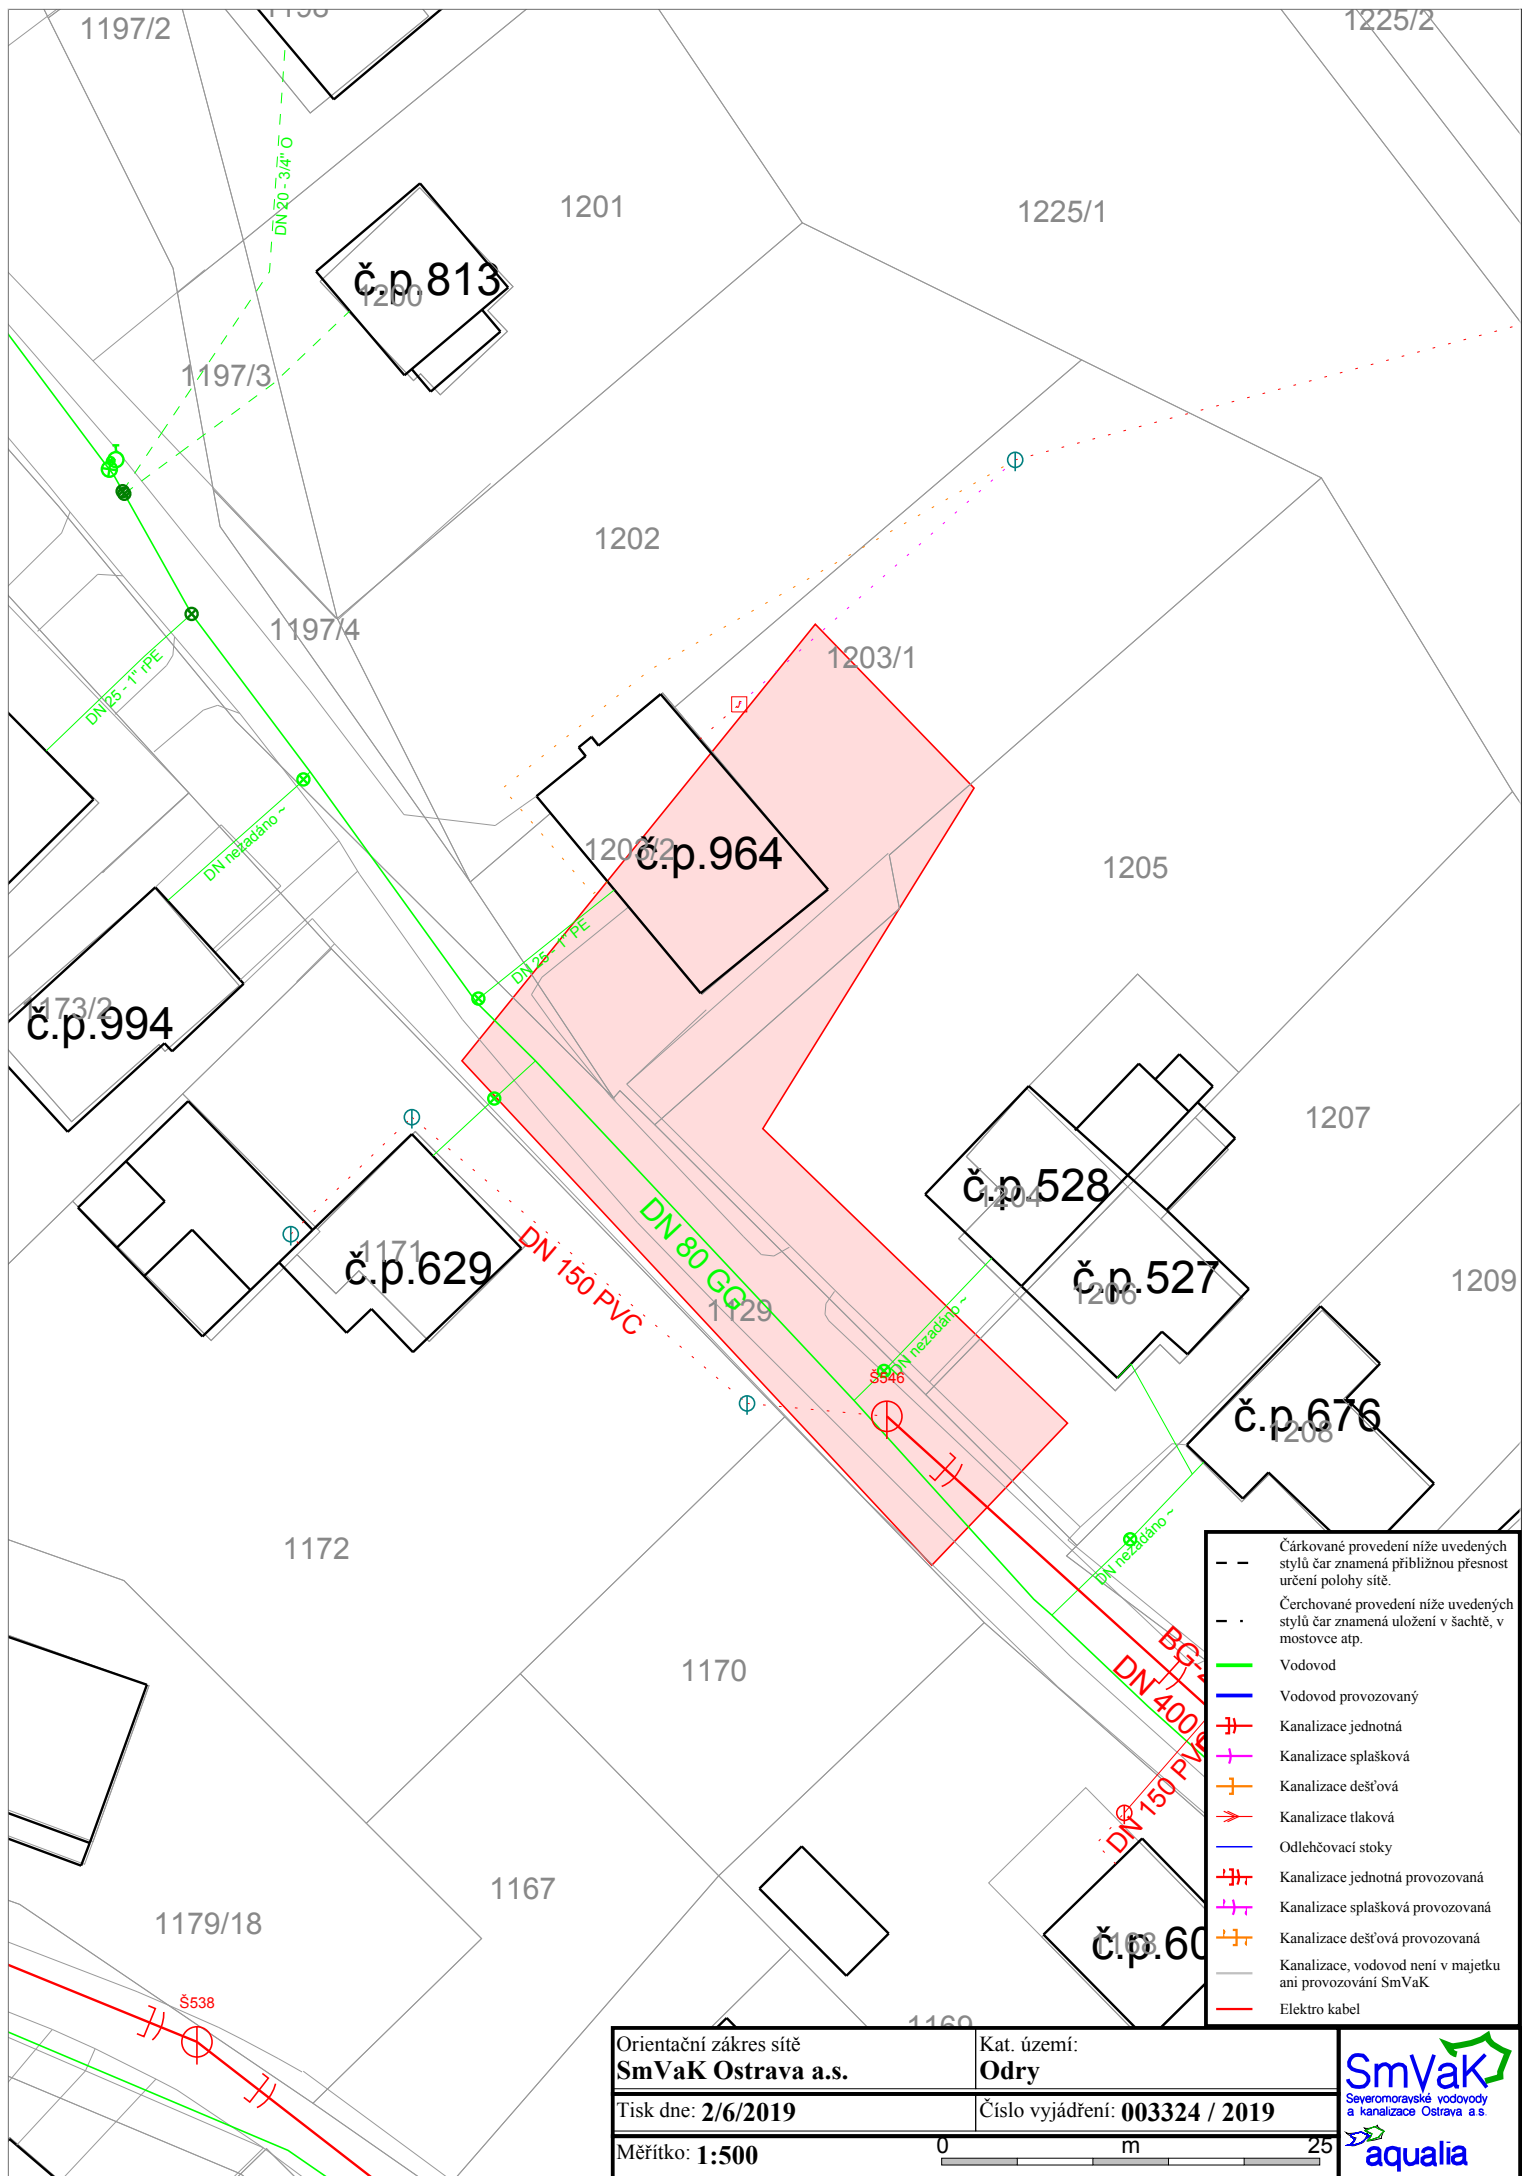 1197/2
1198
1225/2
DN 20 - 3/4" O
1201
1225/1
č.p.813
1200
1197/3
1202
1197/4
1203/1
DN 25 - 1" rPE
DN nezadáno ~
1203/2
č.p.964
1205
DN 25 - 1" PE
1173/2
č.p.994
1207
č.p.528
1204
DN 80 GG
DN 150 PVC
1171
č.p.629
č.p.527
1206
1209
1129
DN nezadáno ~
Š546
č.p.676
1208
1172
DN nezadáno ~
1170
BG-2
DN 400
DN 150 PVC
1167
1179/18
č.p.60
1168
Š538
1169
Čárkované provedení níže uvedených
stylů čar znamená přibližnou přesnost
určení polohy sítě.
Čerchované provedení níže uvedených
stylů čar znamená uložení v šachtě, v
mostovce atp.
Vodovod
Vodovod provozovaný
Kanalizace jednotná
Kanalizace splašková
Kanalizace dešťová
Kanalizace tlaková
Odlehčovací stoky
Kanalizace jednotná provozovaná
Kanalizace splašková provozovaná
Kanalizace dešťová provozovaná
Kanalizace, vodovod není v majetku
ani provozování SmVaK
Elektro kabel
Orientační zákres sítě
SmVaK Ostrava a.s.
Kat. území:
Odry
Tisk dne: 2/6/2019
Číslo vyjádření: 003324 / 2019
Měřítko: 1:500
0 m 25
SmVaK
Severomoravské vodovody
a kanalizace Ostrava a.s.
aqualia